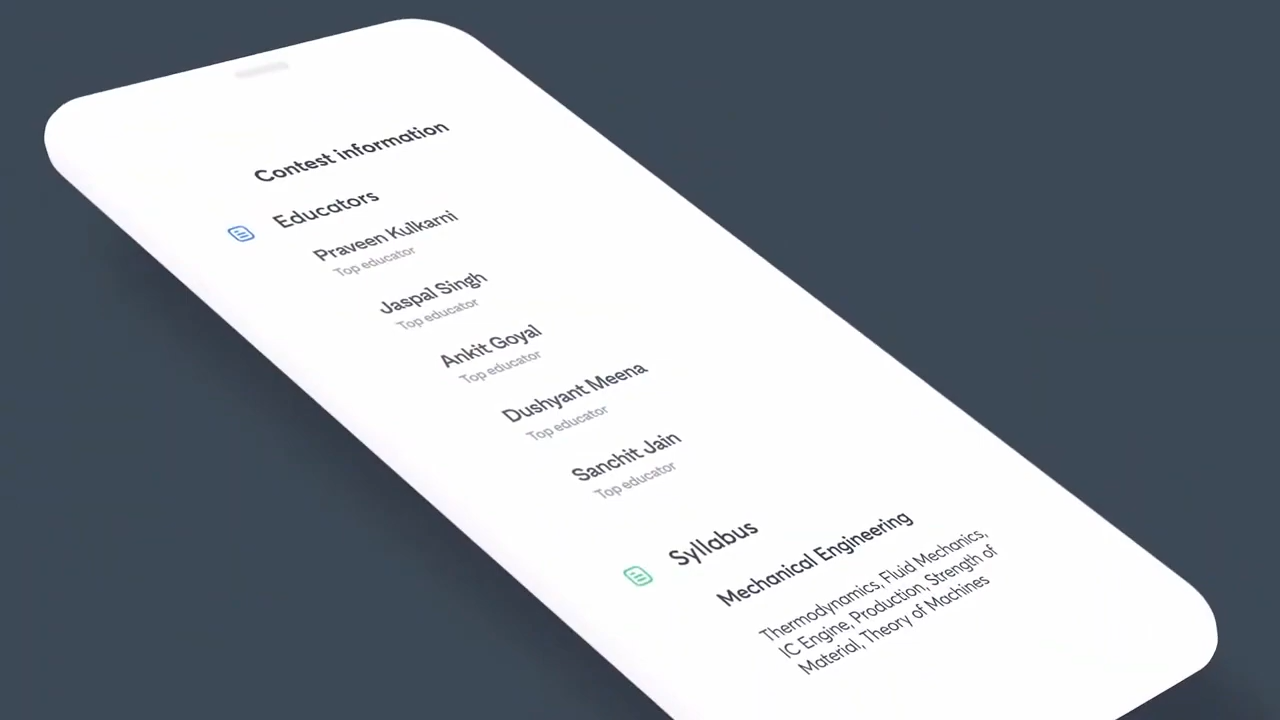 Contest information
Educators
Praveen Kulkarni
Top educator
Jaspal Singh
Top educator
Ankit Goyal
Top educator
Dushyant Meena
Top educator
Sanchit Jain
Top educator
Syllabus
Mechanical Engineering
Thermodynamics, Fluid Mechanics,
IC Engine, Production, Strength of
Material, Theory of Machines